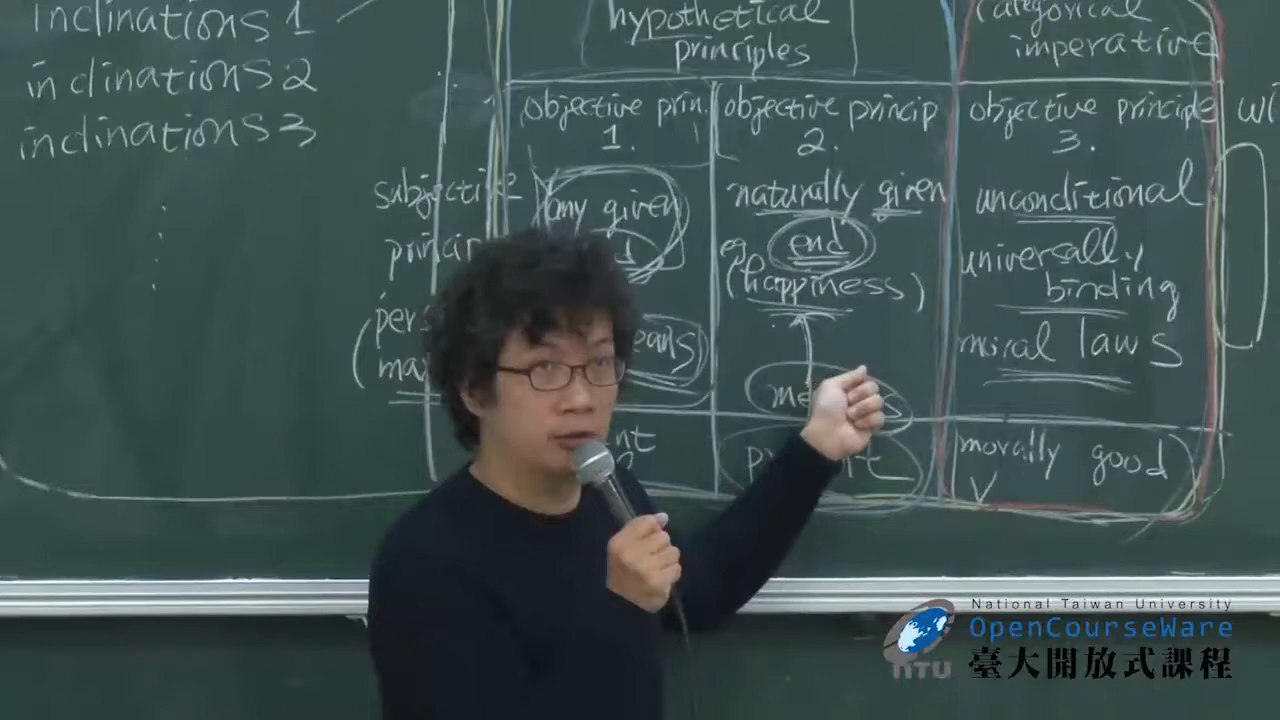 inclinations 1
inclinations 2
inclinations 3
hypothetical
principles
categorical
imperative
subjective
objective prin.
1.
any given
objective princip
2.
naturally given
end
eg.
(happiness)
objective principle
3.
unconditional
universally
binding
moral laws
morally good
National Taiwan University
OpenCourseWare
臺大開放式課程
NTU